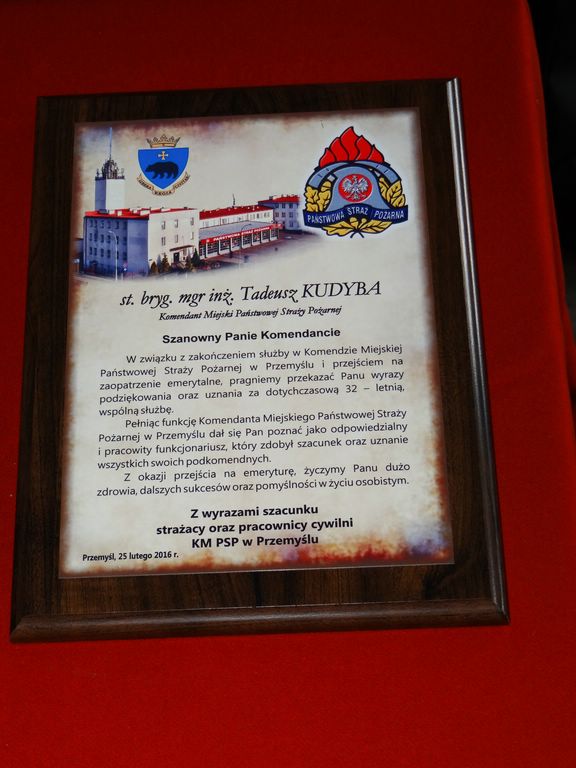 PAŃSTWOWA STRAŻ POŻARNA
st. bryg. mgr inż. Tadeusz KUDYBA
Komendant Miejski Państwowej Straży Pożarnej
Szanowny Panie Komendancie
W związku z zakończeniem służby w Komendzie Miejskiej
Państwowej Straży Pożarnej w Przemyślu i przejściem na
zaopatrzenie emerytalne, pragniemy przekazać Panu wyrazy
podziękowania oraz uznania za dotychczasową 32 – letnią,
wspólną służbę.
Pełniąc funkcję Komendanta Miejskiego Państwowej Straży
Pożarnej w Przemyślu dał się Pan poznać jako odpowiedzialny
i pracowity funkcjonariusz, który zdobył szacunek oraz uznanie
wszystkich swoich podkomendnych.
Z okazji przejścia na emeryturę, życzymy Panu dużo
zdrowia, dalszych sukcesów oraz pomyślności w życiu osobistym.
Z wyrazami szacunku
strażacy oraz pracownicy cywilni
KM PSP w Przemyślu
Przemyśl, 25 lutego 2016 r.